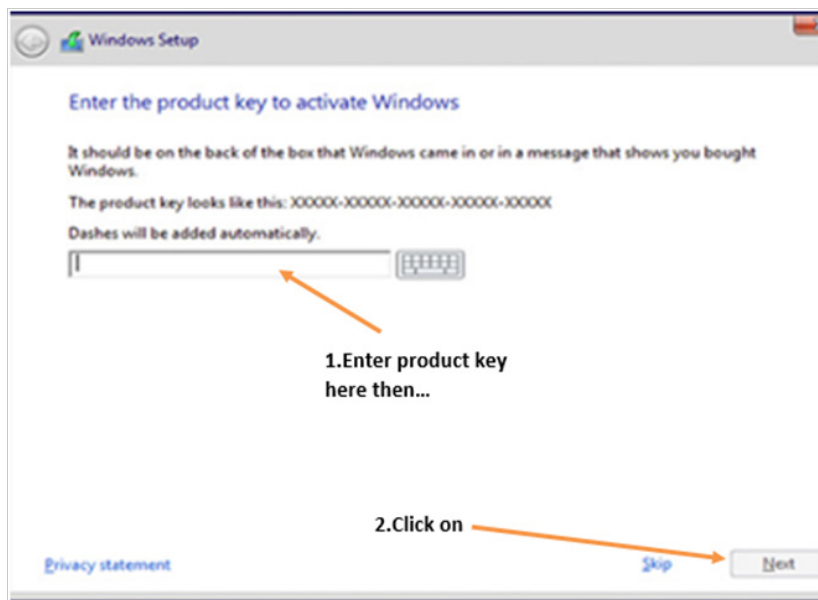 Windows Setup
Enter the product key to activate Windows
It should be on the back of the box that Windows came in or in a message that shows you bought
Windows.
The product key looks like this: XXXXX-XXXXX-XXXXX-XXXXX-XXXXX
Dashes will be added automatically.
1.Enter product key
here then...
2.Click on
Privacy statement
Skip
Next